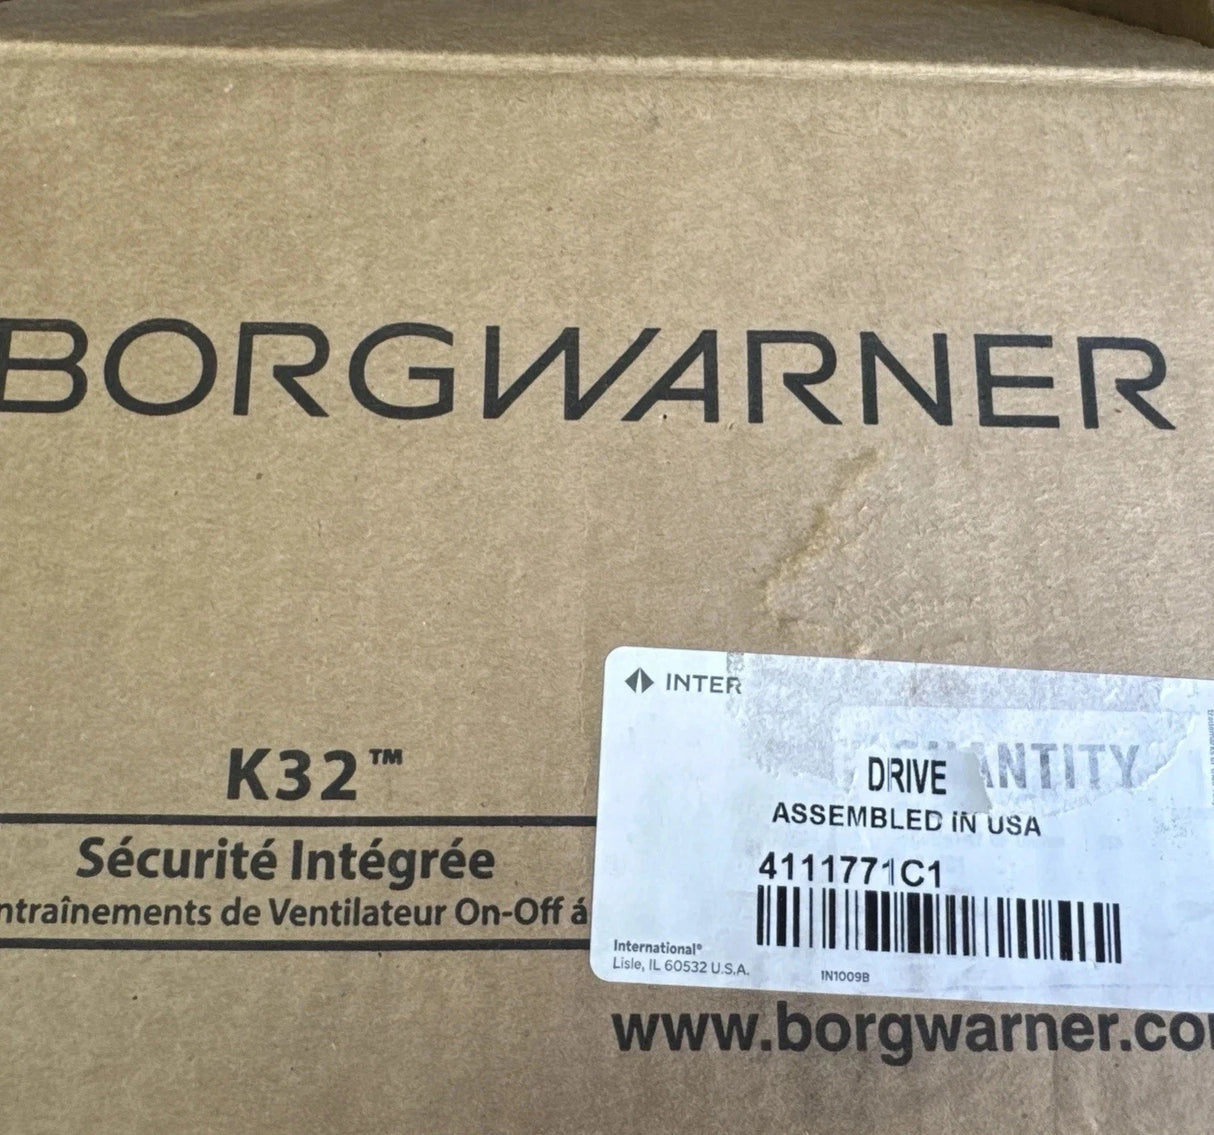 BORGWARNER
K32™
Sécurité Intégrée
ntraînements de Ventilateur On-Off á
INTER
ANTITY
DRIVE
ASSEMBLED IN USA
4111771C1
International®
Lisle, IL 60532 U.S.A.
IN1009B
www.borgwarner.co